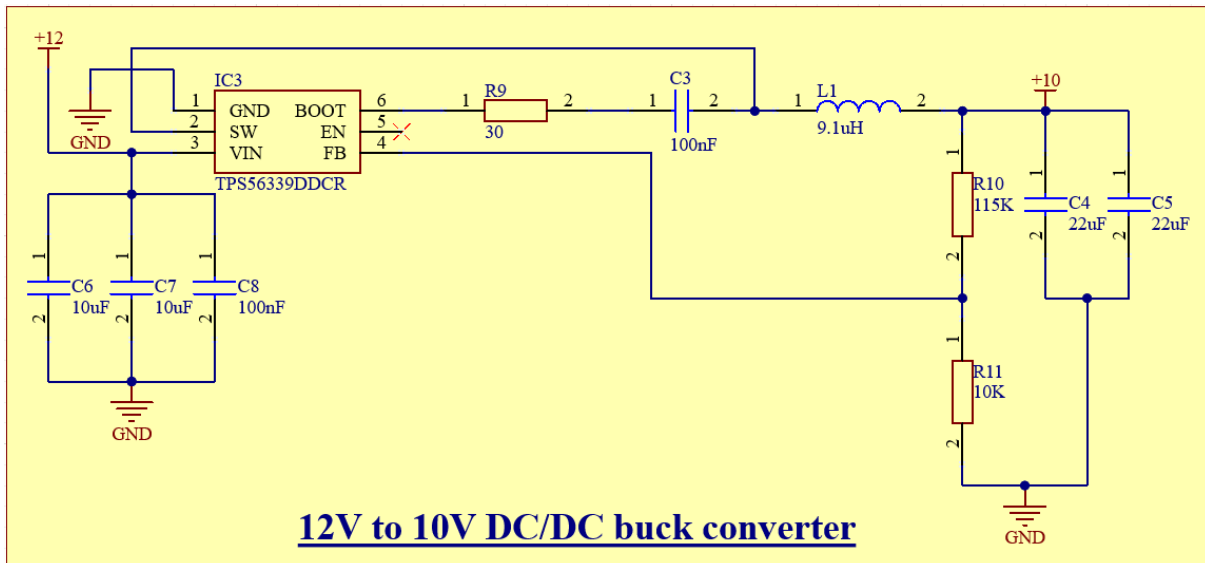 +12
+10
IC3
1 GND BOOT 6
2 SW EN 5
3 VIN FB 4
TPS56339DDCR
GND
1 R9 2
30
C3
1 2
100nF
L1
1 2
9.1uH
1
R10
115K
2
1
C4
22uF
2
1
C5
22uF
2
1
C6
10uF
2
1
C7
10uF
2
1
C8
100nF
2
GND
1
R11
10K
2
GND
12V to 10V DC/DC buck converter